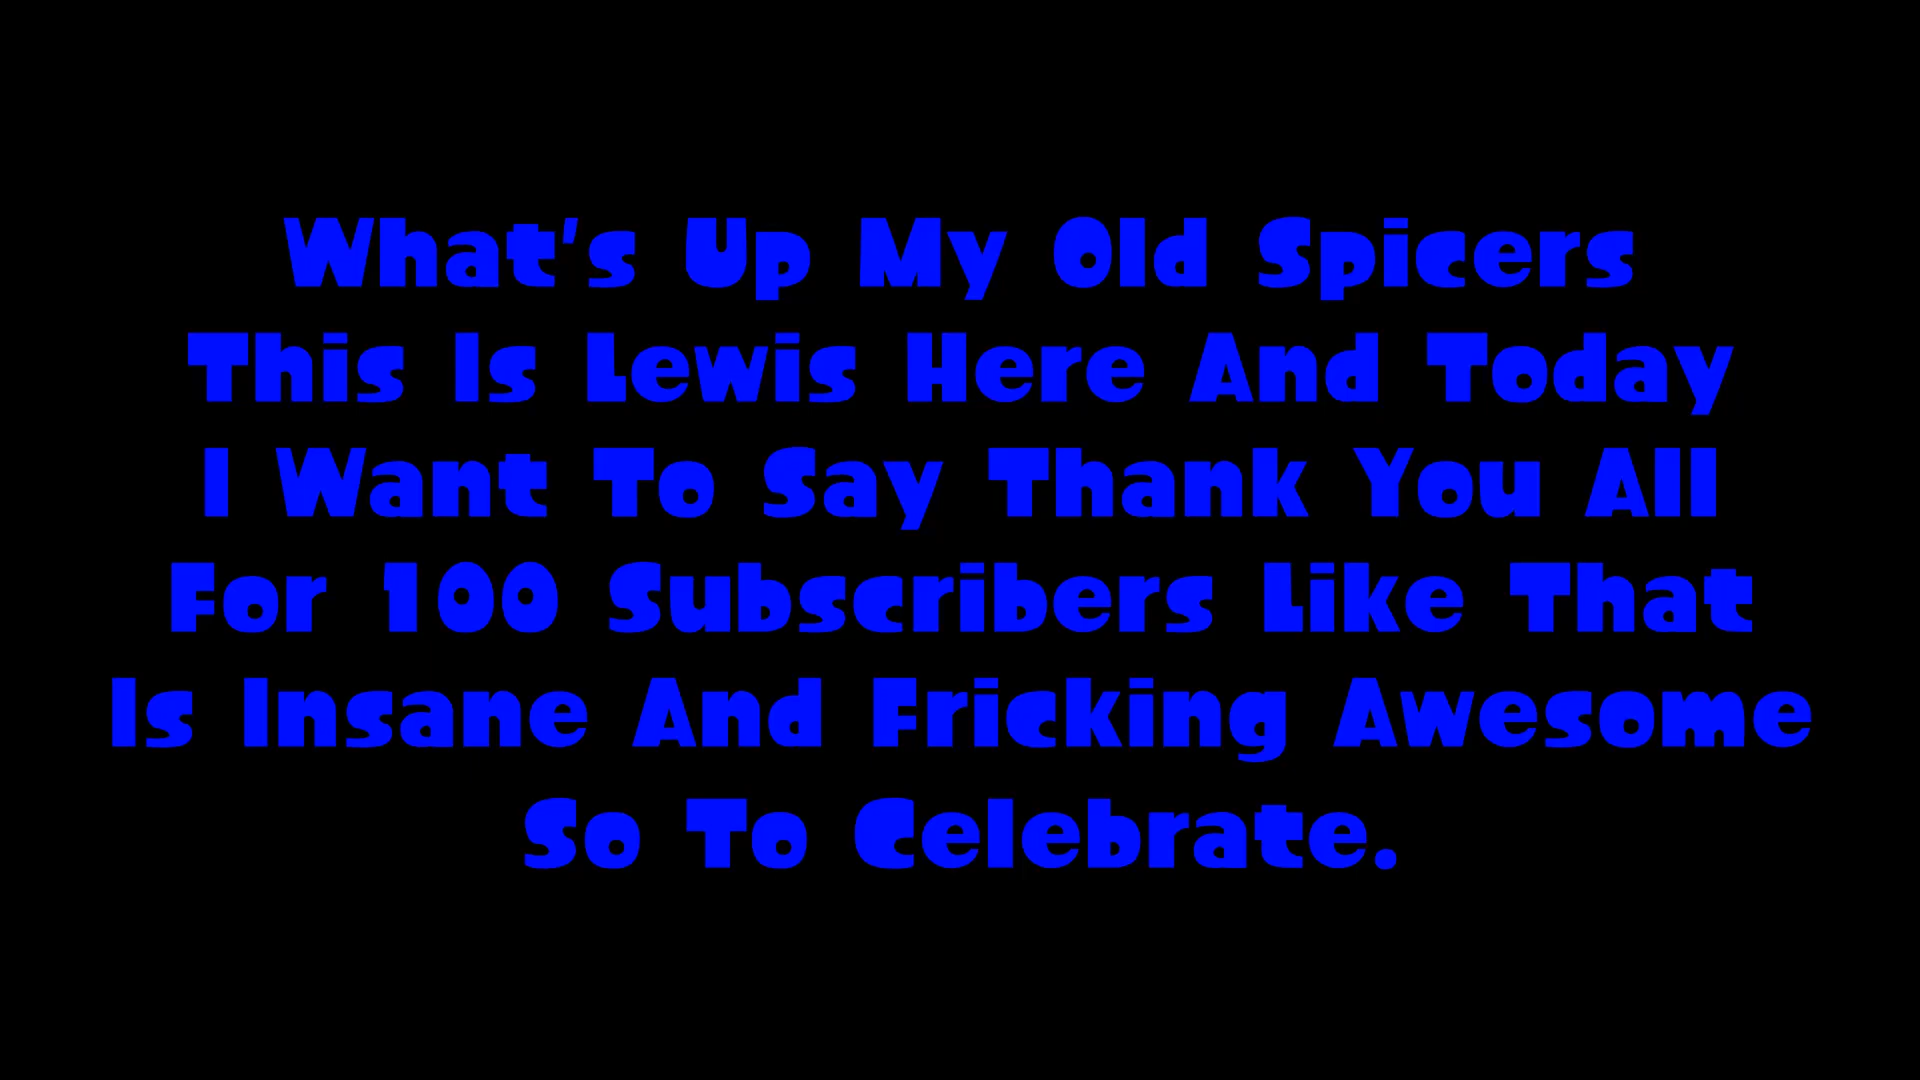 What's Up My Old Spicers
This Is Lewis Here And Today
I Want To Say Thank You All
For 100 Subscribers Like That
Is Insane And Fricking Awesome
So To Celebrate.